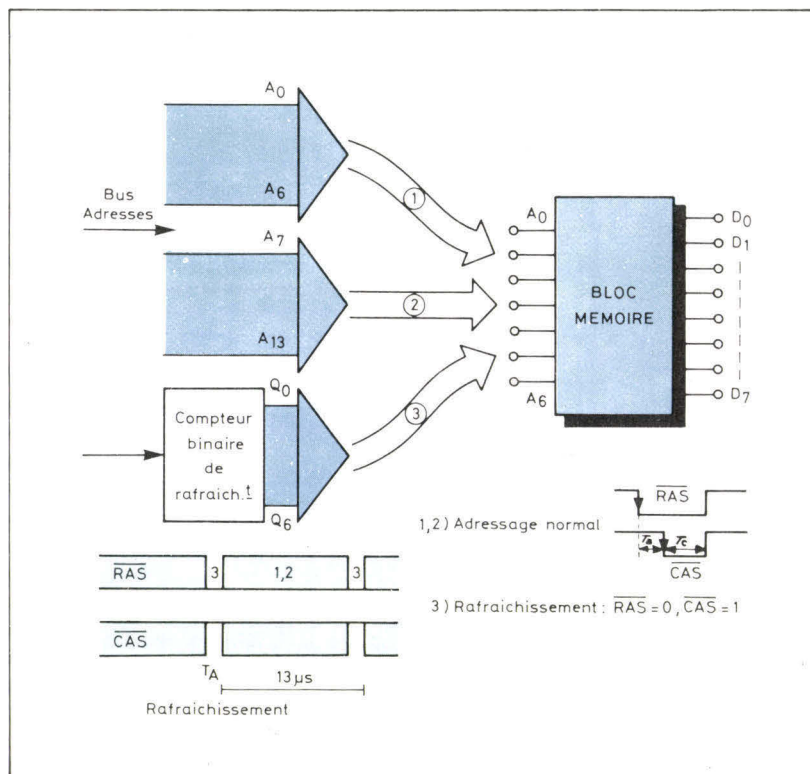 A0
A6
Bus
Adresses
A7
A13
1
2
3
Q0
Q6
Compteur
binaire
de
rafraich.t
A0
A6
BLOC
MEMOIRE
D0
D1
D7
1,2) Adressage normal
RAS
CAS
3) Rafraichissement : RAS=0, CAS=1
RAS
3
1,2
3
CAS
TA
13 µs
Rafraichissement